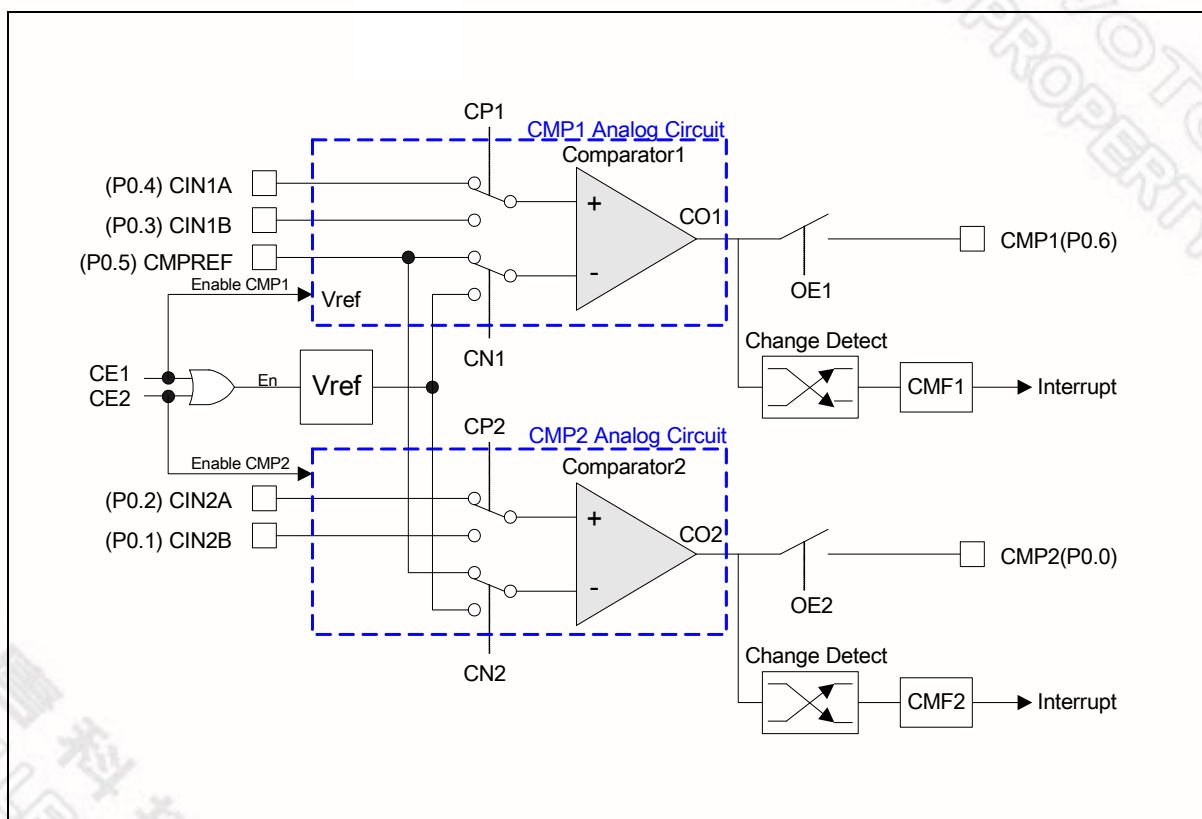 CP1
CMP1 Analog Circuit
Comparator1
(P0.4) CIN1A
(P0.3) CIN1B
(P0.5) CMPREF
+
-
CO1
CMP1(P0.6)
OE1
Enable CMP1
Vref
CN1
Change Detect
CMF1
Interrupt
CE1
CE2
En
Vref
CP2
CMP2 Analog Circuit
Comparator2
Enable CMP2
(P0.2) CIN2A
(P0.1) CIN2B
+
-
CO2
CMP2(P0.0)
OE2
CN2
Change Detect
CMF2
Interrupt
PROPERTY